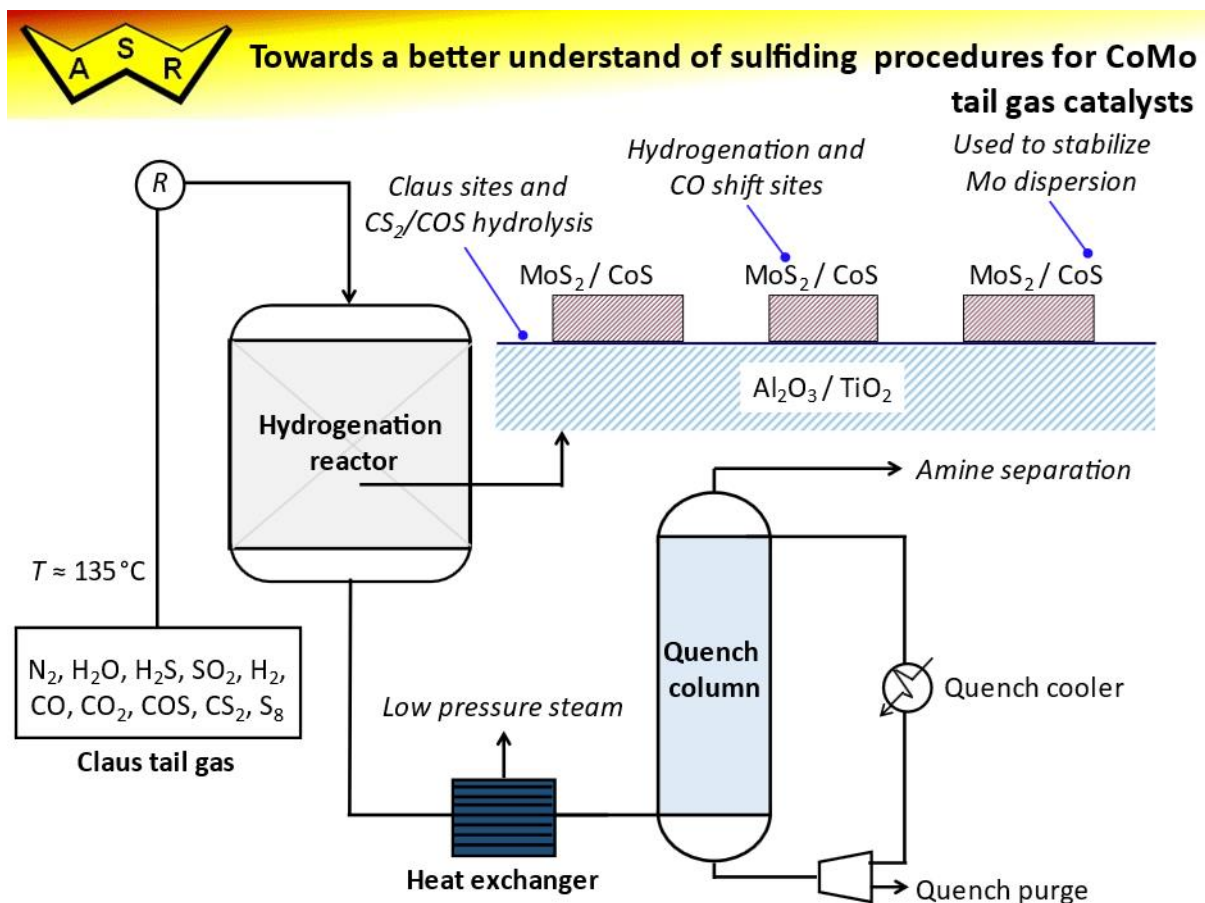 A S R
Towards a better understand of sulfiding procedures for CoMo
tail gas catalysts
R
Claus sites and
CS₂/COS hydrolysis
Hydrogenation and
CO shift sites
Used to stabilize
Mo dispersion
MoS₂ / CoS
MoS₂ / CoS
MoS₂ / CoS
Al₂O₃ / TiO₂
Hydrogenation
reactor
Amine separation
T ≈ 135°C
N₂, H₂O, H₂S, SO₂, H₂,
CO, CO₂, COS, CS₂, S₈
Claus tail gas
Low pressure steam
Heat exchanger
Quench
column
Quench cooler
Quench purge